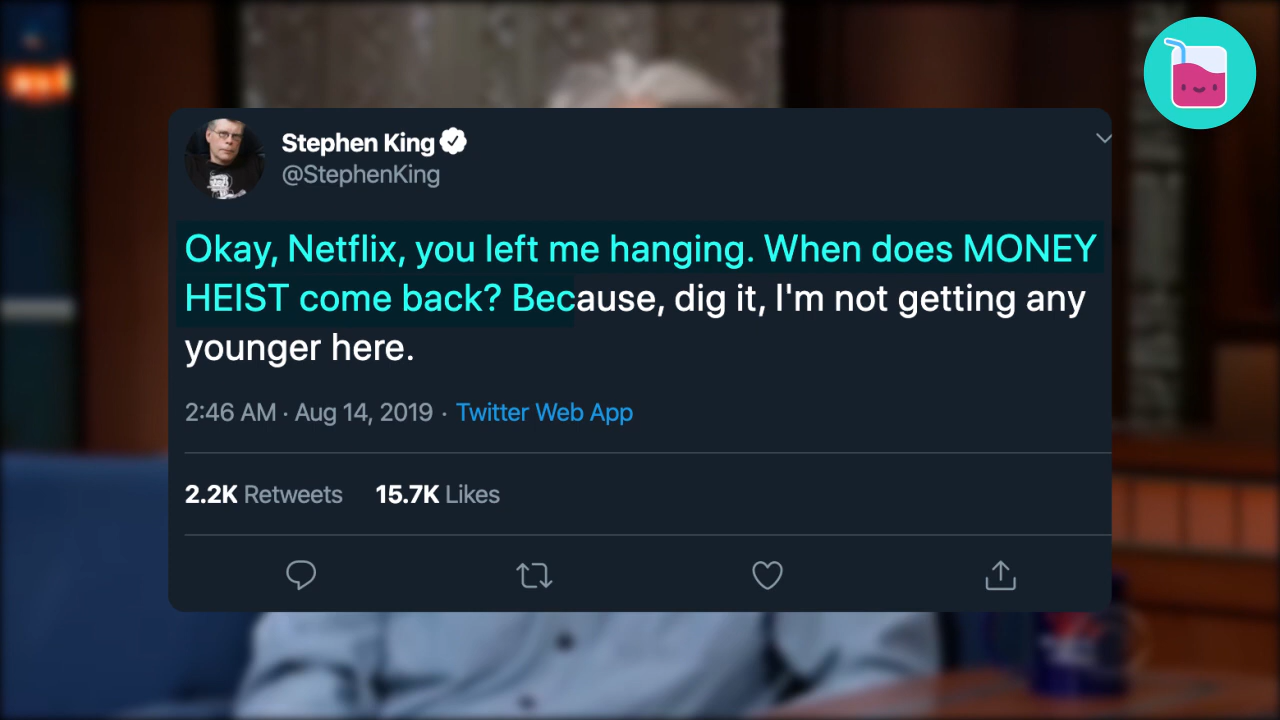 Stephen King
@StephenKing
Okay, Netflix, you left me hanging. When does MONEY
HEIST come back? Because, dig it, I'm not getting any
younger here.
2:46 AM · Aug 14, 2019 · Twitter Web App
2.2K Retweets 15.7K Likes